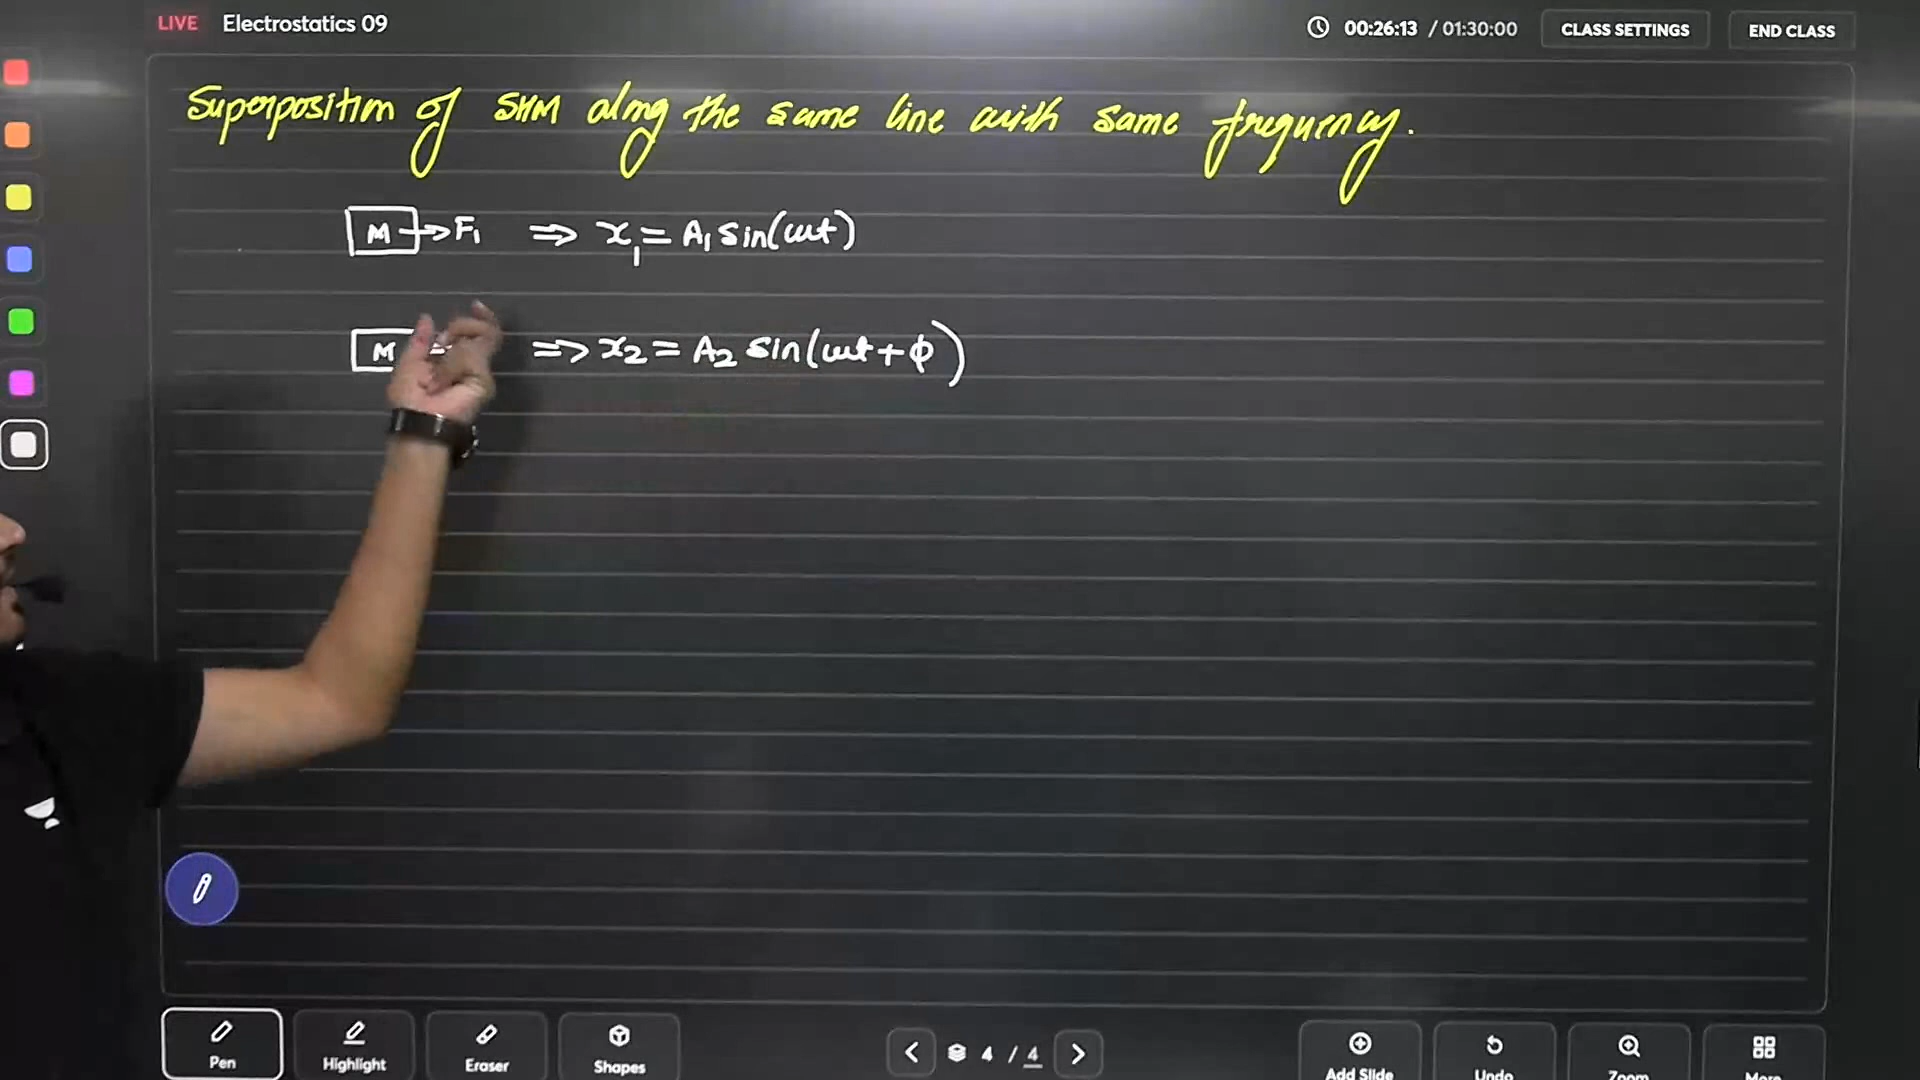 LIVE Electrostatics 09 00:26:13 / 01:30:00 CLASS SETTINGS END CLASS
Superposition of SHM along the same line with same frequency.
M → F₁ ⇒ x₁ = A₁ sin(ωt)
M ⇒ x₂ = A₂ sin(ωt + φ)
Pen Highlight Eraser Shapes 4 / 4 Add Slide Undo Zoom More